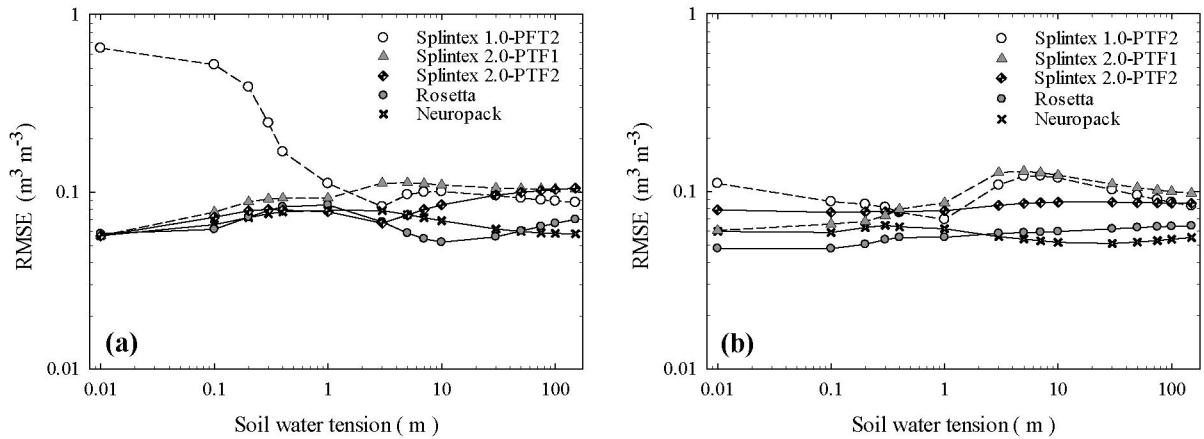 1
0.1
0.01
RMSE (m³ m⁻³)
Splintex 1.0-PFT2
Splintex 2.0-PTF1
Splintex 2.0-PTF2
Rosetta
Neuropack
(a)
0.01 0.1 1 10 100
Soil water tension ( m )
1
0.1
0.01
RMSE (m³ m⁻³)
Splintex 1.0-PFT2
Splintex 2.0-PTF1
Splintex 2.0-PTF2
Rosetta
Neuropack
(b)
0.01 0.1 1 10 100
Soil water tension ( m )